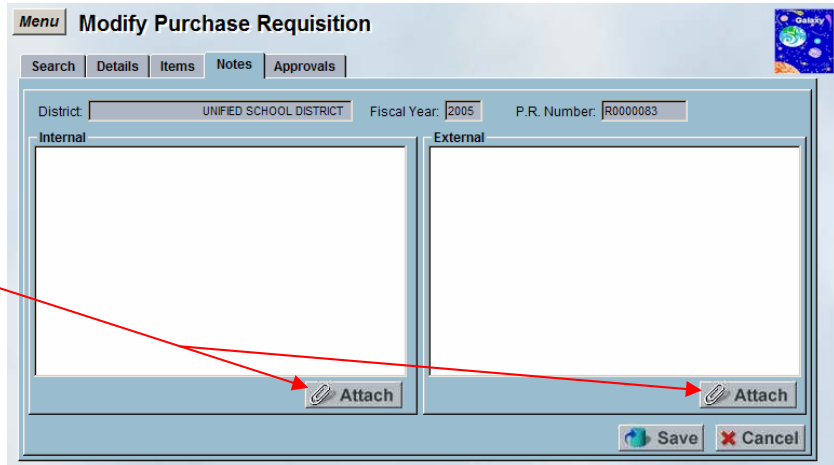 Menu Modify Purchase Requisition
Galaxy
Search Details Items Notes Approvals
District: UNIFIED SCHOOL DISTRICT Fiscal Year: 2005 P.R. Number: R0000083
Internal External
Attach Attach
Save Cancel